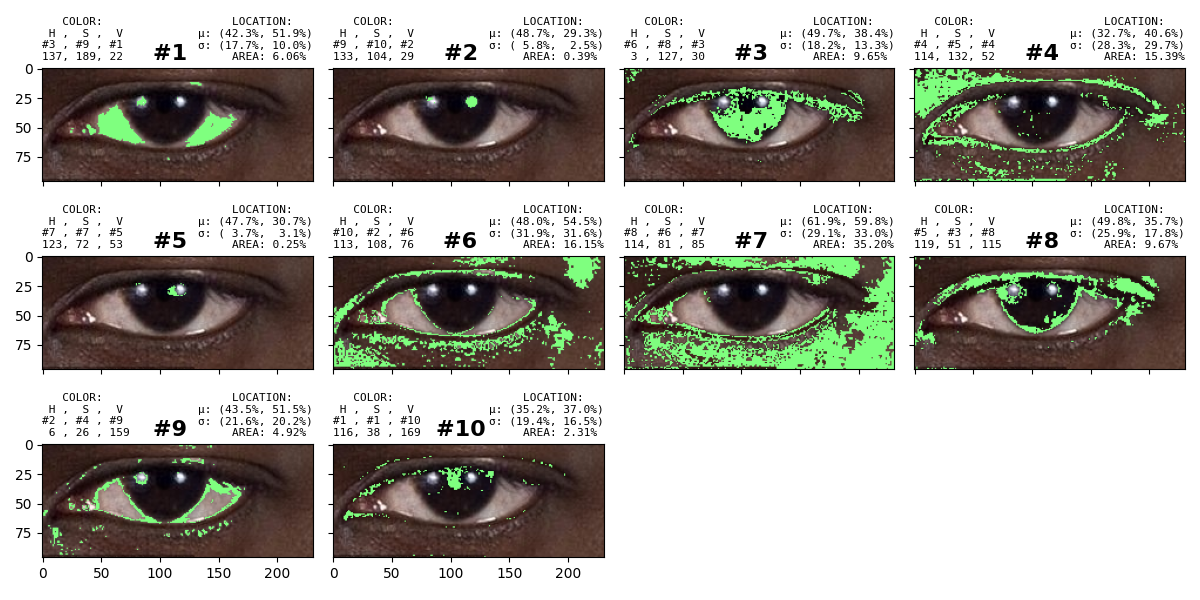 COLOR: LOCATION:
H , S , V μ: (42.3%, 51.9%)
#3 , #9 , #1 #1 σ: (17.7%, 10.0%)
137, 189, 22 AREA: 6.06%
COLOR: LOCATION:
H , S , V μ: (48.7%, 29.3%)
#9 , #10, #2 #2 σ: ( 5.8%, 2.5%)
133, 104, 29 AREA: 0.39%
COLOR: LOCATION:
H , S , V μ: (49.7%, 38.4%)
#6 , #8 , #3 #3 σ: (18.2%, 13.3%)
3 , 127, 30 AREA: 9.65%
COLOR: LOCATION:
H , S , V μ: (32.7%, 40.6%)
#4 , #5 , #4 #4 σ: (28.3%, 29.7%)
114, 132, 52 AREA: 15.39%
0
25
50
75
COLOR: LOCATION:
H , S , V μ: (47.7%, 30.7%)
#7 , #7 , #5 #5 σ: ( 3.7%, 3.1%)
123, 72 , 53 AREA: 0.25%
COLOR: LOCATION:
H , S , V μ: (48.0%, 54.5%)
#10, #2 , #6 #6 σ: (31.9%, 31.6%)
113, 108, 76 AREA: 16.15%
COLOR: LOCATION:
H , S , V μ: (61.9%, 59.8%)
#8 , #6 , #7 #7 σ: (29.1%, 33.0%)
114, 81 , 85 AREA: 35.20%
COLOR: LOCATION:
H , S , V μ: (49.8%, 35.7%)
#5 , #3 , #8 #8 σ: (25.9%, 17.8%)
119, 51 , 115 AREA: 9.67%
0
25
50
75
COLOR: LOCATION:
H , S , V μ: (43.5%, 51.5%)
#2 , #4 , #9 #9 σ: (21.6%, 20.2%)
6 , 26 , 159 AREA: 4.92%
COLOR: LOCATION:
H , S , V μ: (35.2%, 37.0%)
#1 , #1 , #10 #10 σ: (19.4%, 16.5%)
116, 38 , 169 AREA: 2.31%
0
25
50
75
0 50 100 150 200
0 50 100 150 200